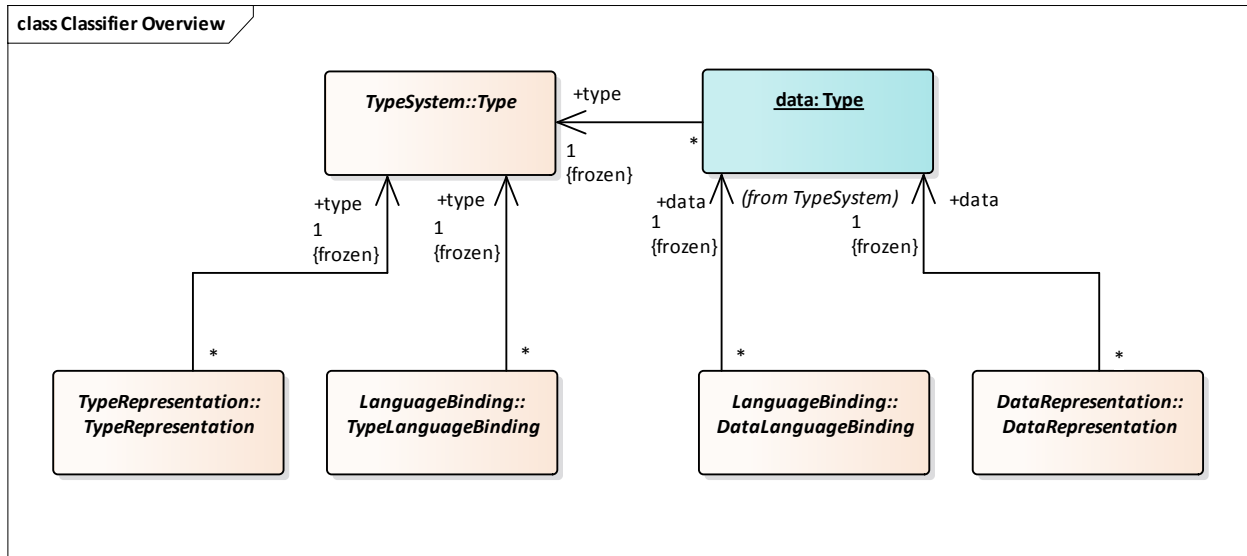 class Classifier Overview
TypeSystem::Type
+type
data: Type
*
1
{frozen}
+type
1
{frozen}
+type
1
{frozen}
+data
1
{frozen}
(from TypeSystem)
1
{frozen}
+data
*
*
*
*
TypeRepresentation::
TypeRepresentation
LanguageBinding::
TypeLanguageBinding
LanguageBinding::
DataLanguageBinding
DataRepresentation::
DataRepresentation